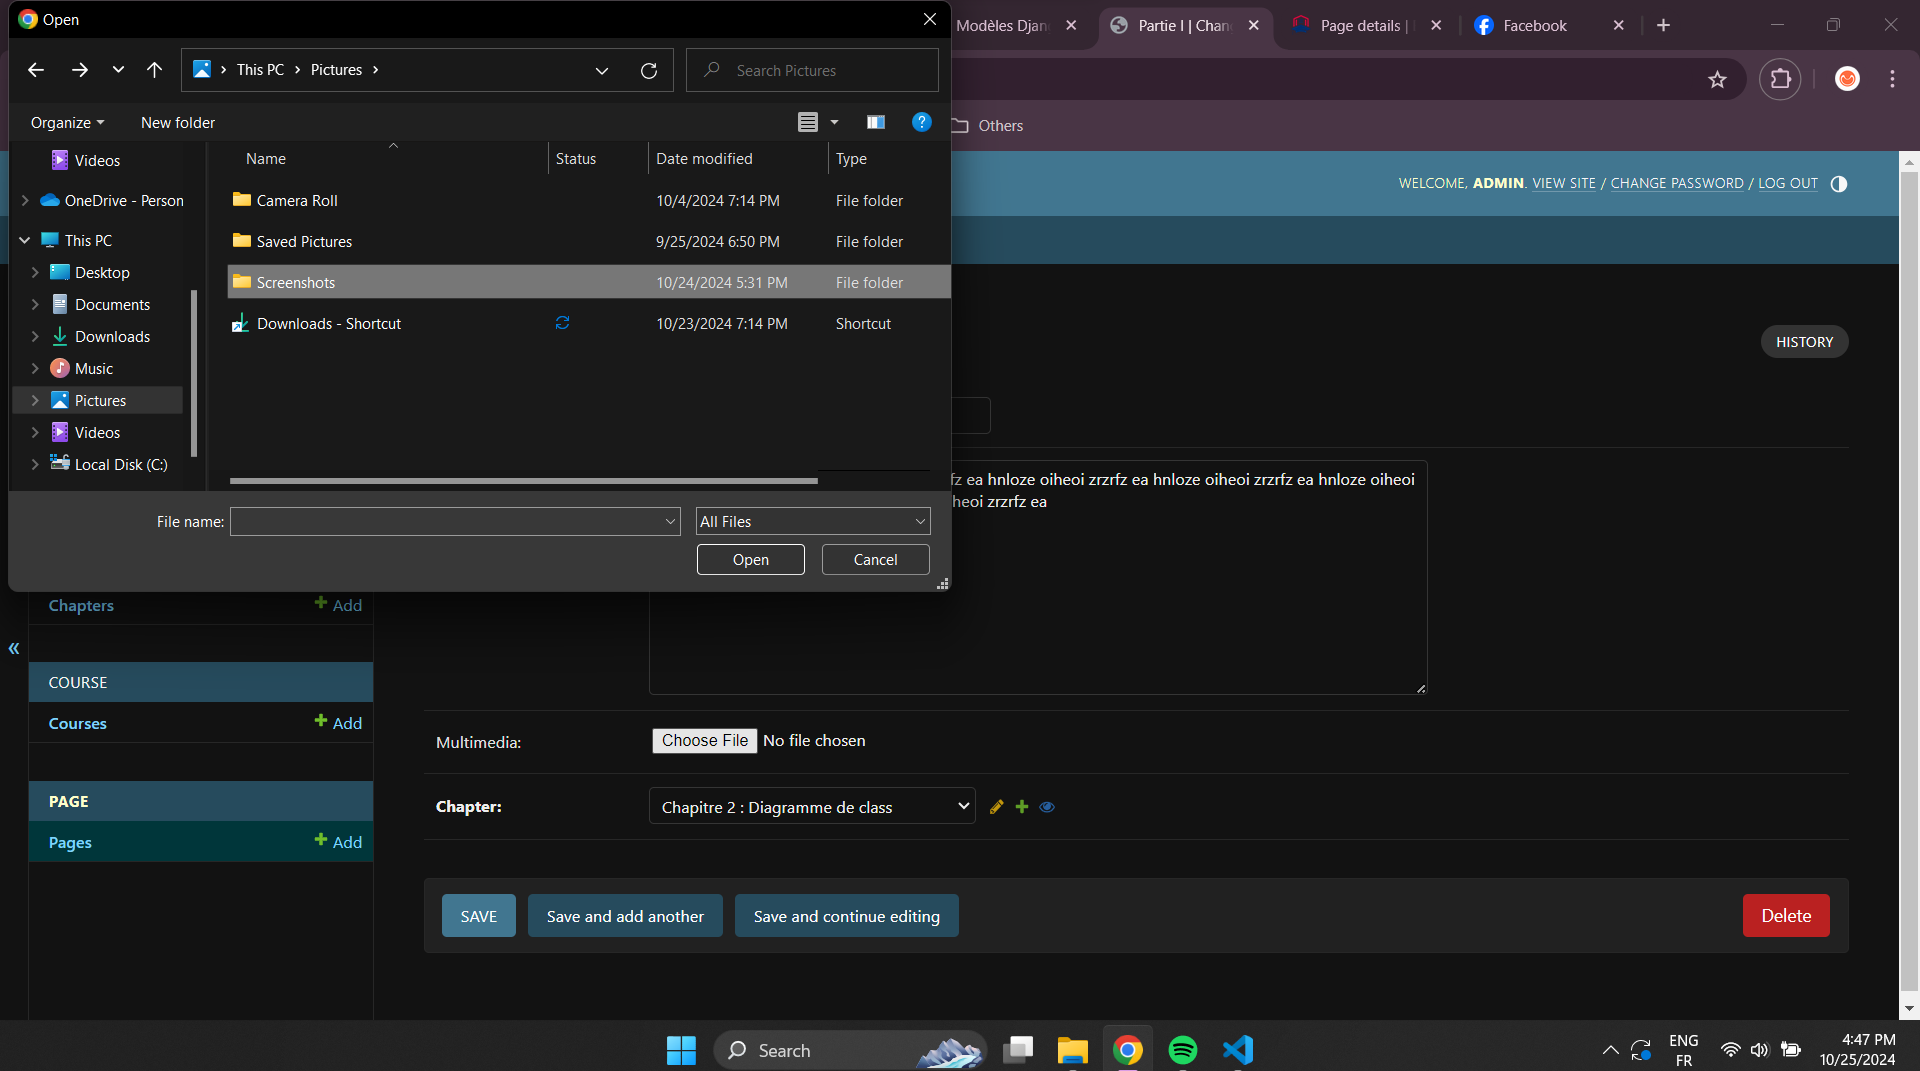 Open
Modèles Djan
Partie I | Chan
Page details |
Facebook
This PC
Pictures
Search Pictures
Organize
New folder
Others
Name
Status
Date modified
Type
Videos
OneDrive - Person
This PC
Desktop
Documents
Downloads
Music
Pictures
Videos
Local Disk (C:)
Camera Roll
10/4/2024 7:14 PM
File folder
Saved Pictures
9/25/2024 6:50 PM
File folder
Screenshots
10/24/2024 5:31 PM
File folder
Downloads - Shortcut
10/23/2024 7:14 PM
Shortcut
File name:
All Files
Open
Cancel
WELCOME, ADMIN. VIEW SITE / CHANGE PASSWORD / LOG OUT
HISTORY
fz ea hnloze oiheoi zrzrfz ea hnloze oiheoi zrzrfz ea hnloze oiheoi
heoi zrzrfz ea
Chapters
Add
COURSE
Courses
Add
PAGE
Pages
Add
Multimedia:
Choose File
No file chosen
Chapter:
Chapitre 2 : Diagramme de class
SAVE
Save and add another
Save and continue editing
Delete
Search
ENG
FR
4:47 PM
10/25/2024